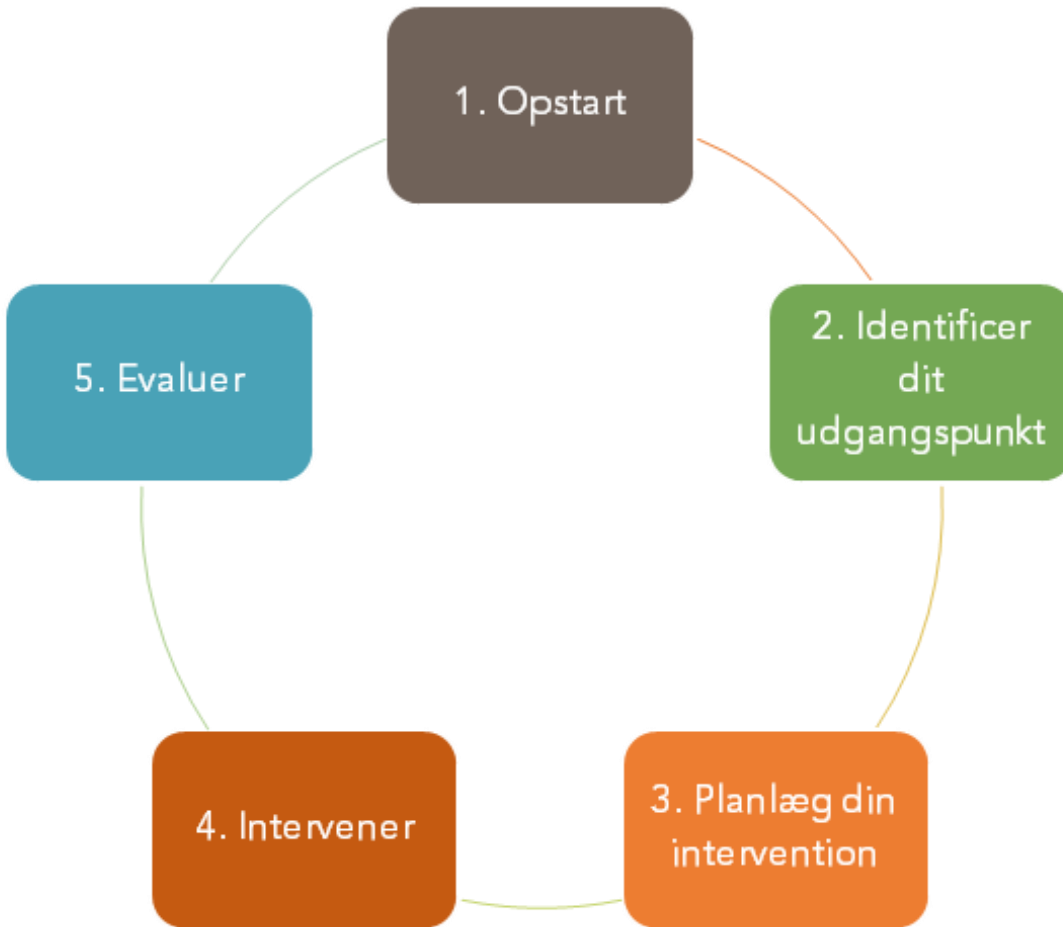 1. Opstart
2. Identificer
dit
udgangspunkt
3. Planlæg din
intervention
4. Intervener
5. Evaluer